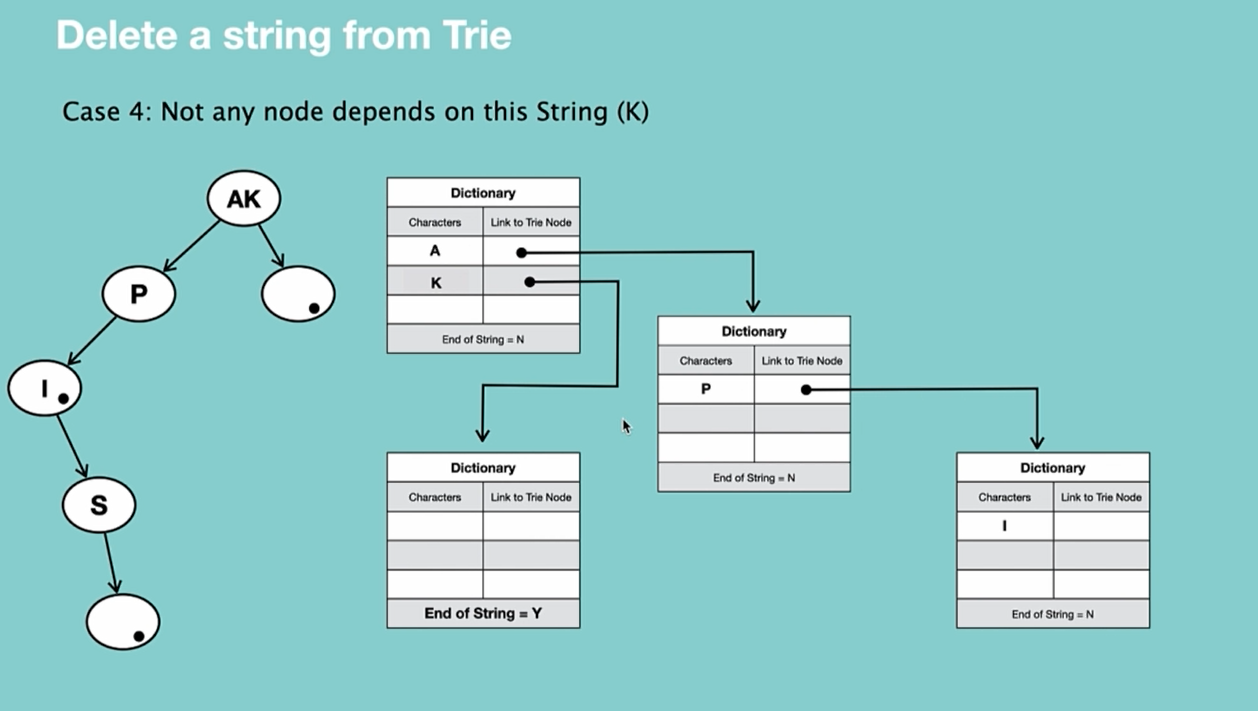 Delete a string from Trie
Case 4: Not any node depends on this String (K)
AK
P
I
S
Dictionary
Characters Link to Trie Node
A
K
End of String = N
Dictionary
Characters Link to Trie Node
P
End of String = N
Dictionary
Characters Link to Trie Node
End of String = Y
Dictionary
Characters Link to Trie Node
I
End of String = N